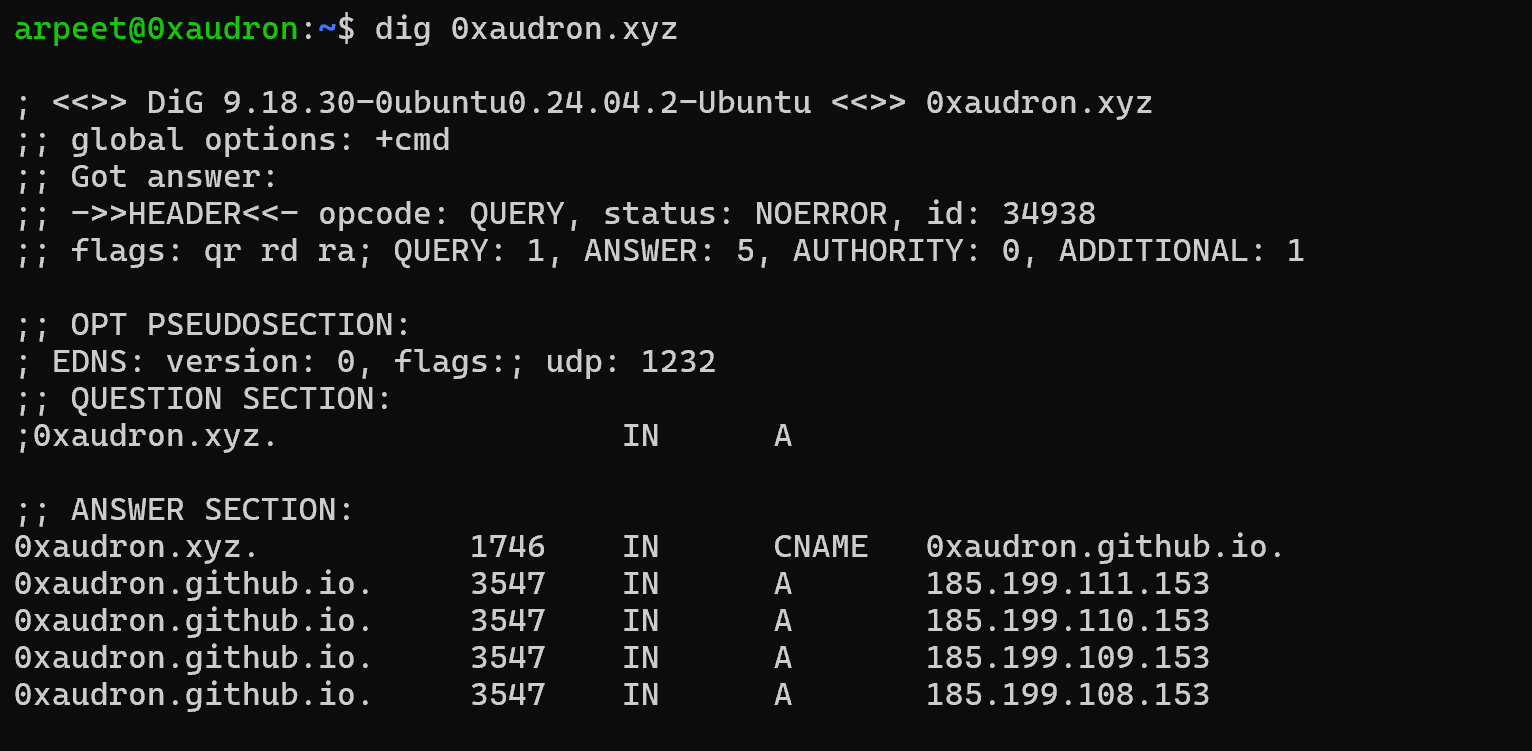 arpeet@0xaudron:~$ dig 0xaudron.xyz
; <<>> DiG 9.18.30-0ubuntu0.24.04.2-Ubuntu <<>> 0xaudron.xyz
;; global options: +cmd
;; Got answer:
;; ->>HEADER<<- opcode: QUERY, status: NOERROR, id: 34938
;; flags: qr rd ra; QUERY: 1, ANSWER: 5, AUTHORITY: 0, ADDITIONAL: 1
;; OPT PSEUDOSECTION:
; EDNS: version: 0, flags:; udp: 1232
;; QUESTION SECTION:
;0xaudron.xyz. IN A
;; ANSWER SECTION:
0xaudron.xyz. 1746 IN CNAME 0xaudron.github.io.
0xaudron.github.io. 3547 IN A 185.199.111.153
0xaudron.github.io. 3547 IN A 185.199.110.153
0xaudron.github.io. 3547 IN A 185.199.109.153
0xaudron.github.io. 3547 IN A 185.199.108.153